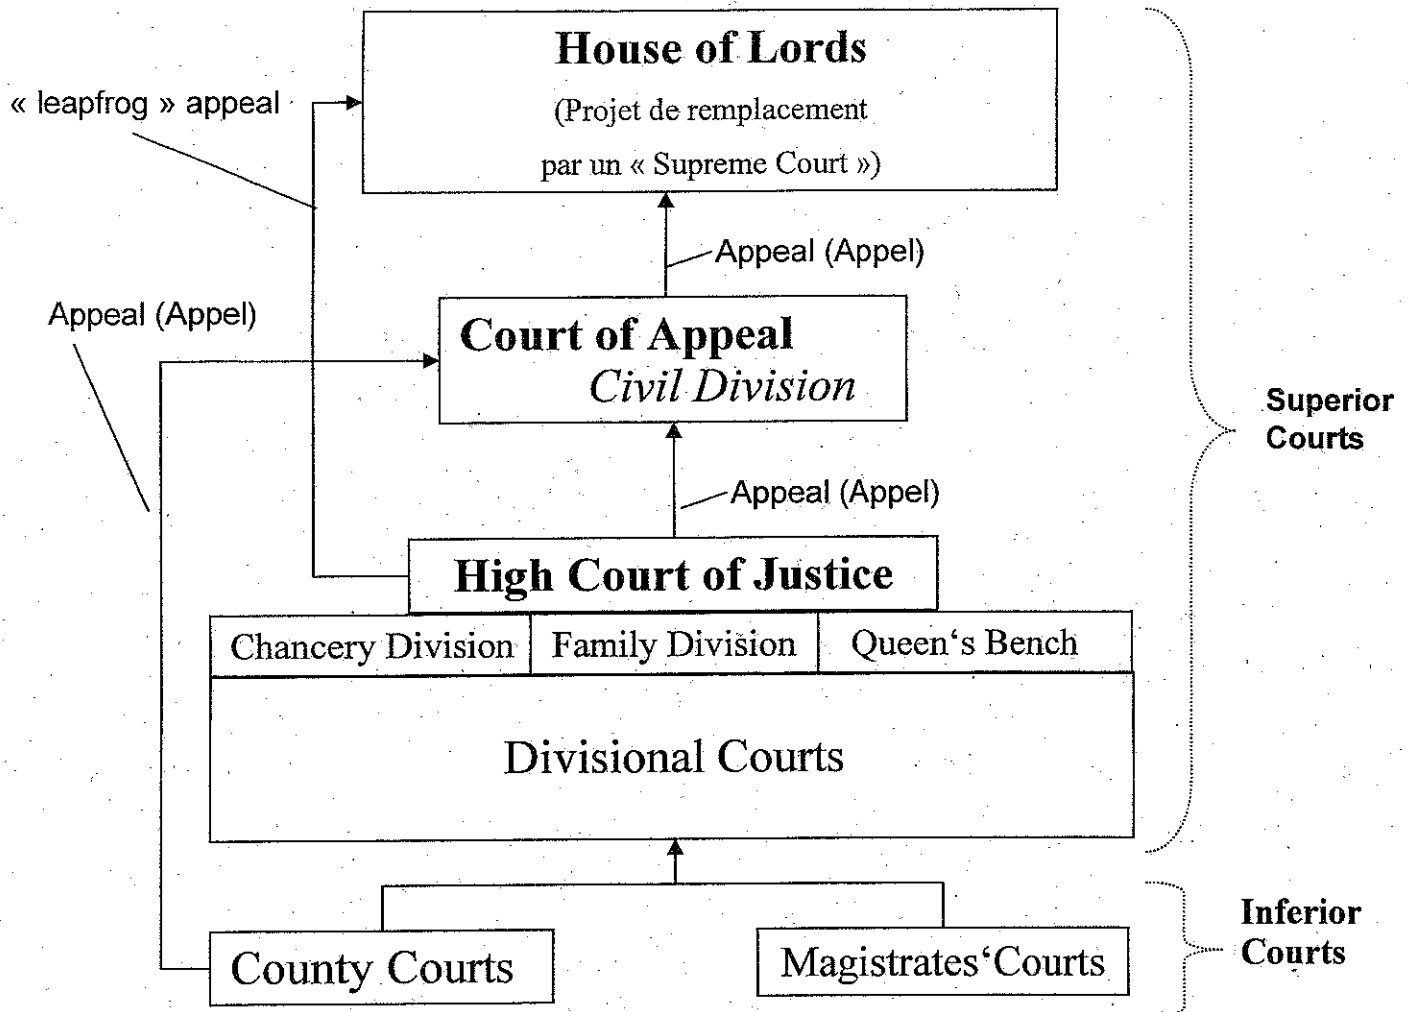 House of Lords
(Projet de remplacement
par un « Supreme Court »)
« leapfrog » appeal
Appeal (Appel)
Appeal (Appel)
Court of Appeal
Civil Division
Superior
Courts
Appeal (Appel)
High Court of Justice
Chancery Division
Family Division
Queen‘s Bench
Divisional Courts
Inferior
Courts
County Courts
Magistrates‘Courts